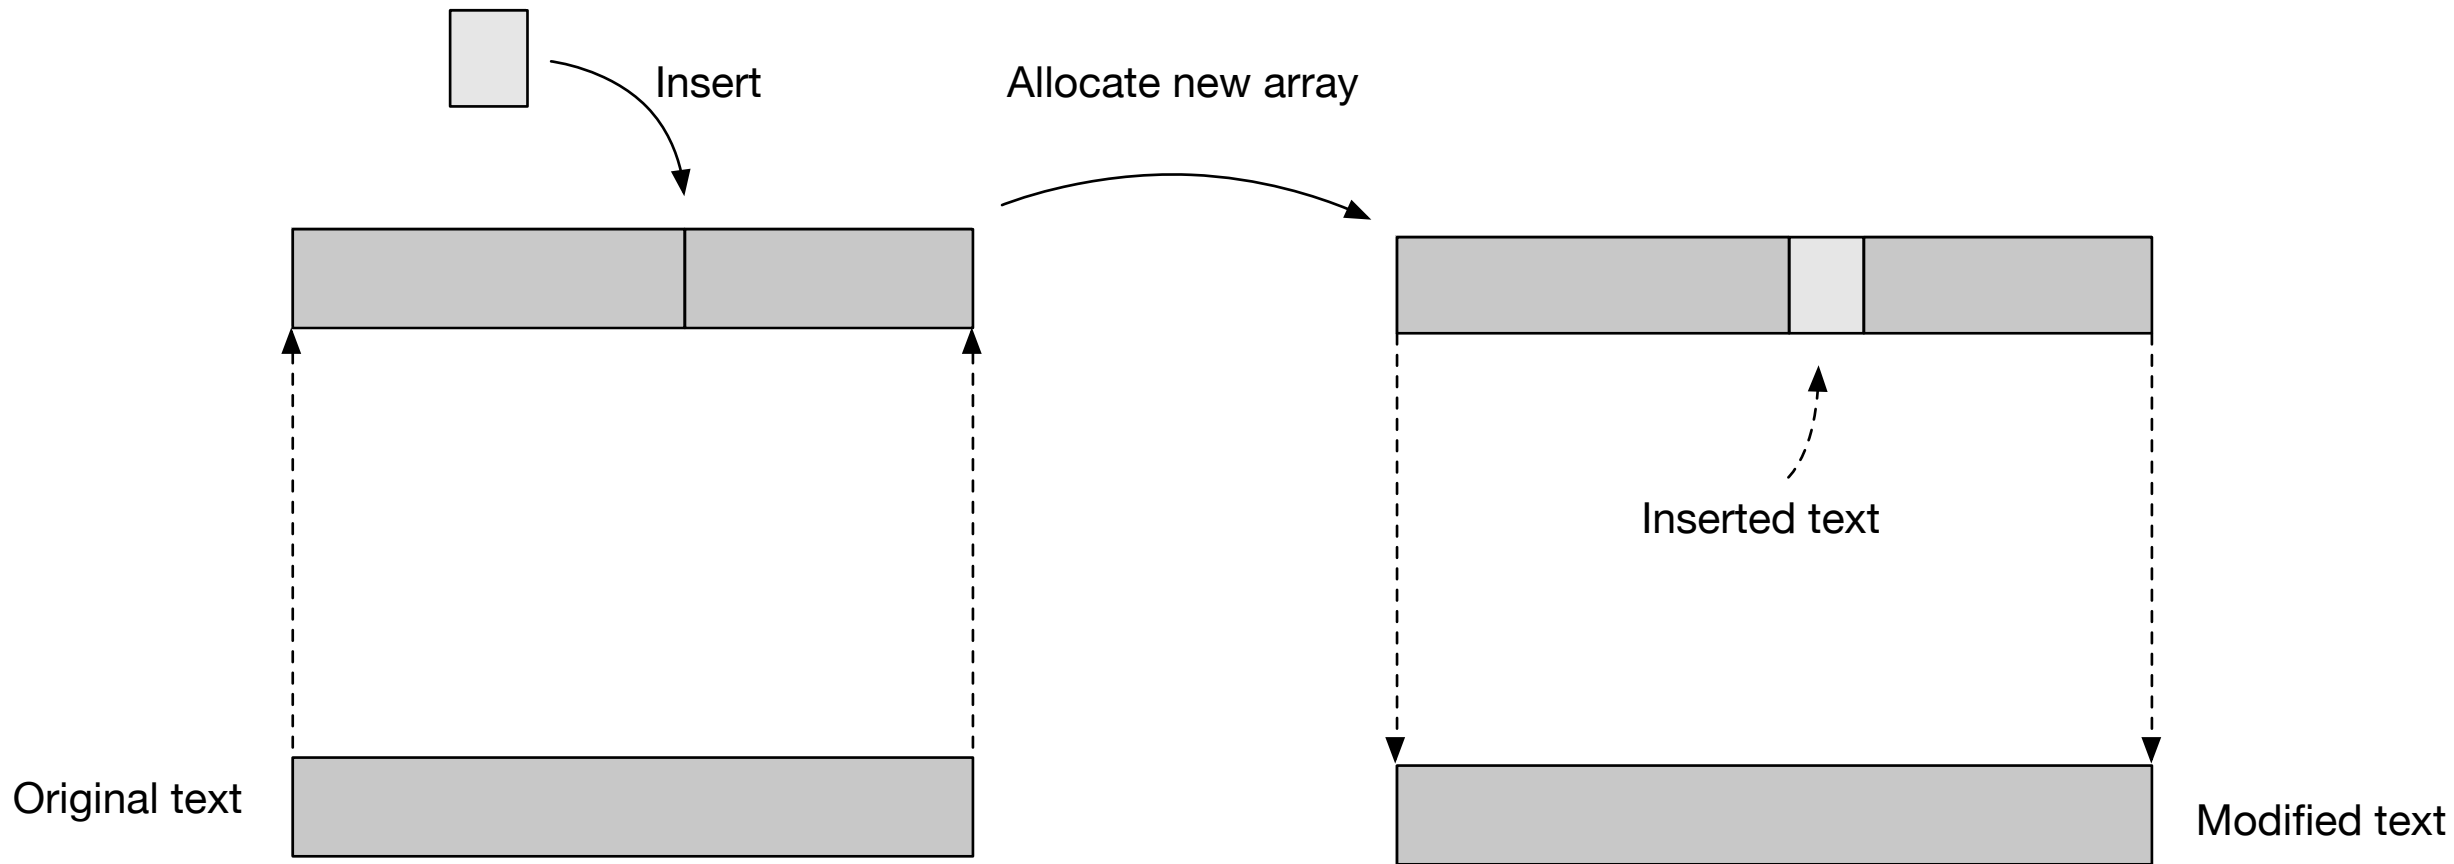 Insert
Allocate new array
Inserted text
Original text
Modified text